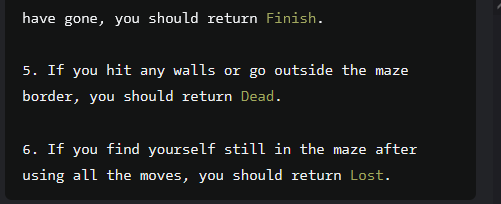 have gone, you should return Finish.
5. If you hit any walls or go outside the maze
border, you should return Dead.
6. If you find yourself still in the maze after
using all the moves, you should return Lost.